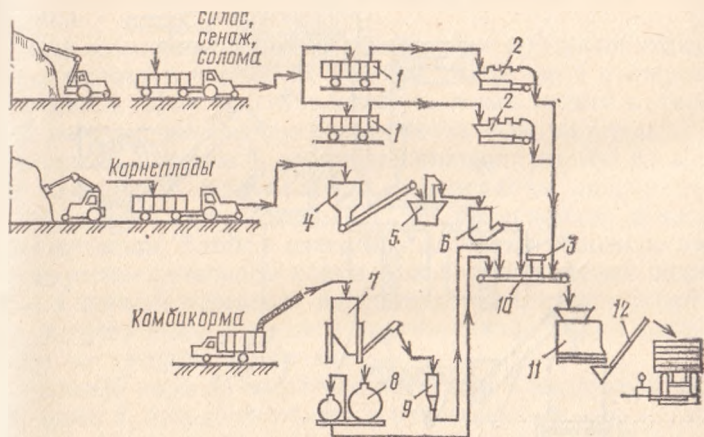 силос,
сенаж,
солома
1
2
1
2
Корнеплоды
4
5
6
3
10
Комбикорма
7
8
9
11
12